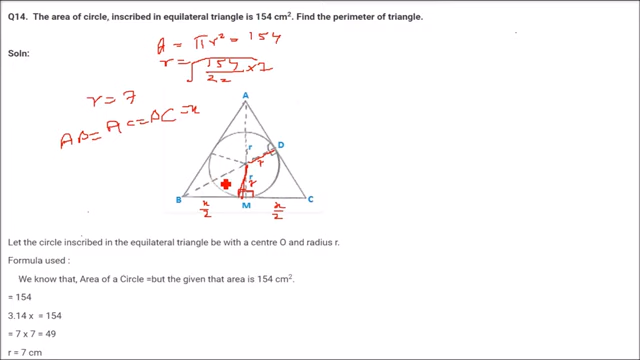 Q14. The area of circle, inscribed in equilateral triangle is 154 cm². Find the perimeter of triangle.
A = πr² = 154
Soln:
r = √154/22 × 7
r = 7
AB = AC = BC = x
A
r
D
r
r
r
B
M
C
x/2
x/2
Let the circle inscribed in the equilateral triangle be with a centre O and radius r.
Formula used :
We know that, Area of a Circle =but the given that area is 154 cm².
= 154
3.14 x = 154
= 7 x 7 = 49
r = 7 cm